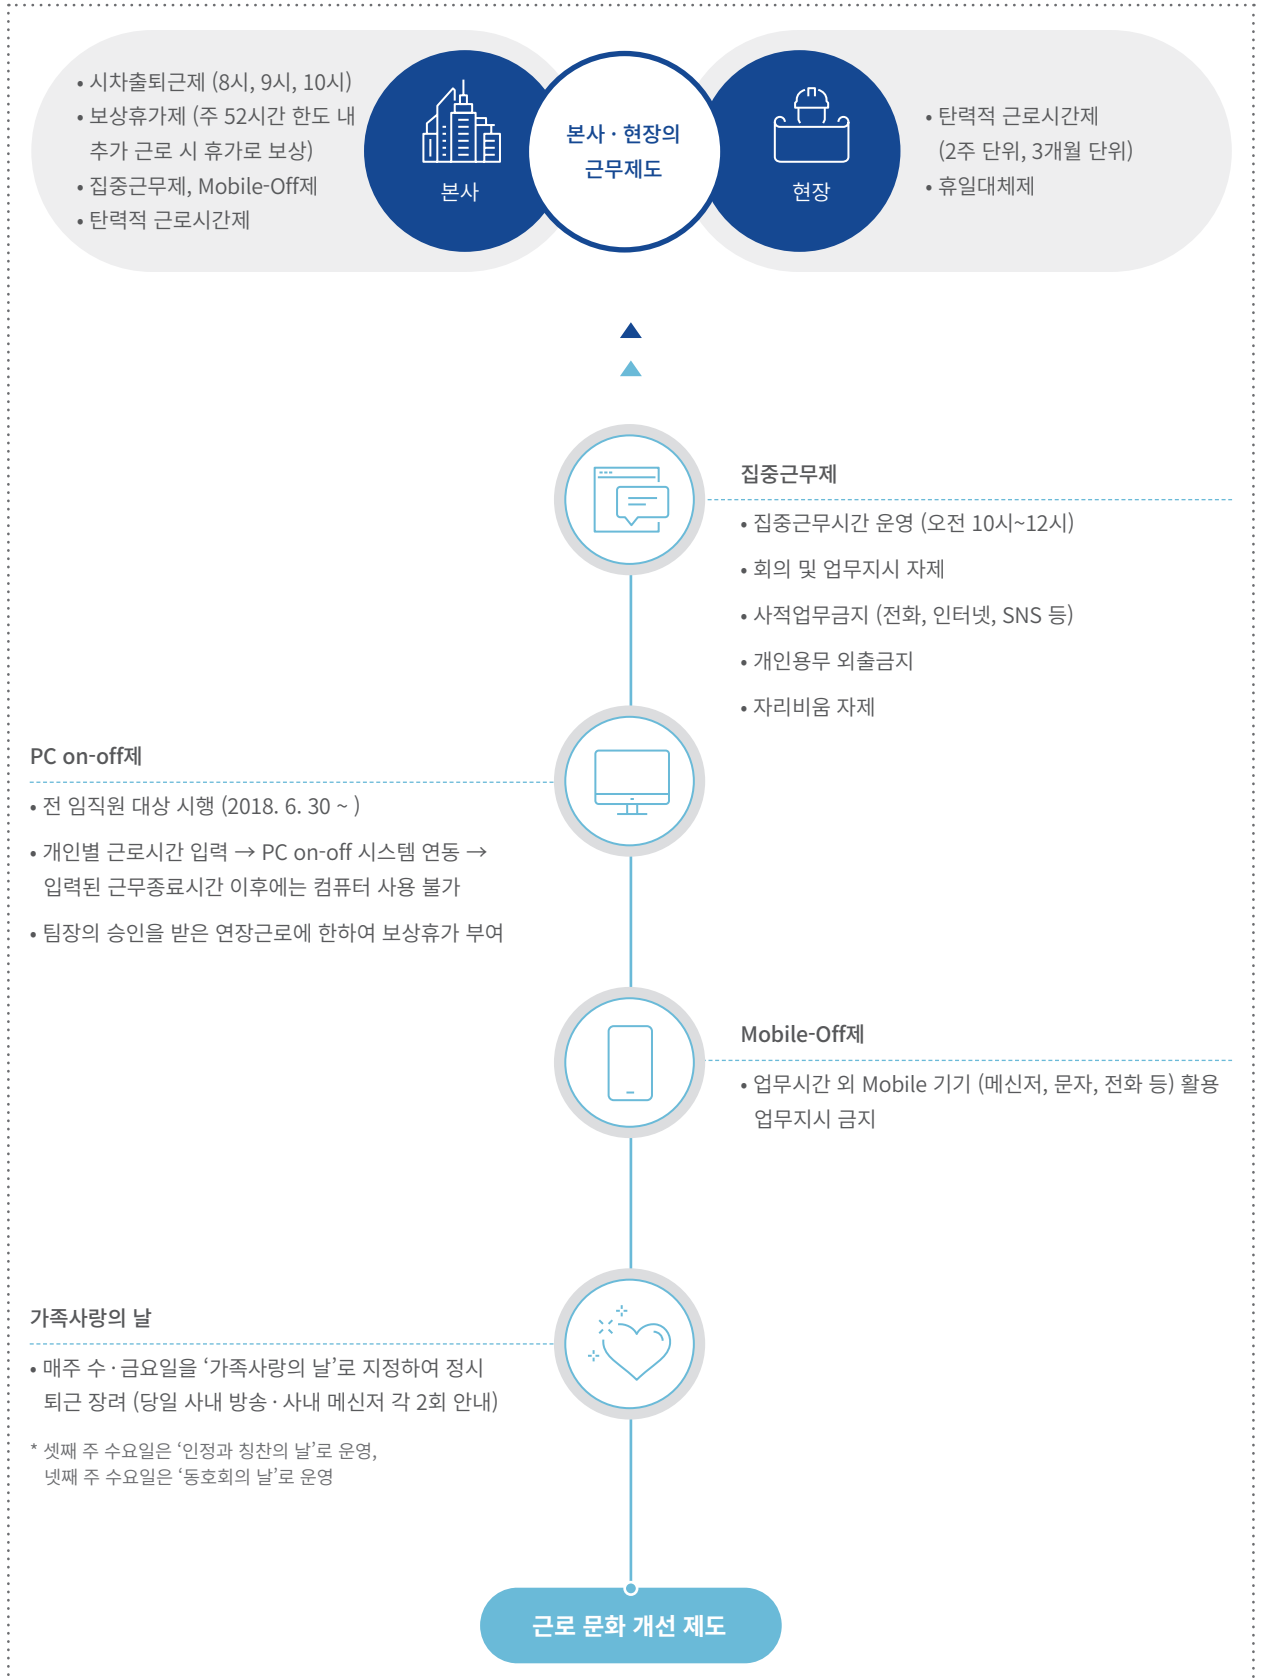 • 시차출퇴근제 (8시, 9시, 10시)
• 보상휴가제 (주 52시간 한도 내
추가 근로 시 휴가로 보상)
• 집중근무제, Mobile-Off제
• 탄력적 근로시간제
본사
본사 · 현장의
근무제도
현장
• 탄력적 근로시간제
(2주 단위, 3개월 단위)
• 휴일대체제
집중근무제
• 집중근무시간 운영 (오전 10시~12시)
• 회의 및 업무지시 자제
• 사적업무금지 (전화, 인터넷, SNS 등)
• 개인용무 외출금지
• 자리비움 자제
PC on-off제
• 전 임직원 대상 시행 (2018. 6. 30 ~ )
• 개인별 근로시간 입력 → PC on-off 시스템 연동 →
입력된 근무종료시간 이후에는 컴퓨터 사용 불가
• 팀장의 승인을 받은 연장근로에 한하여 보상휴가 부여
Mobile-Off제
• 업무시간 외 Mobile 기기 (메신저, 문자, 전화 등) 활용
업무지시 금지
가족사랑의 날
• 매주 수 · 금요일을 ‘가족사랑의 날’로 지정하여 정시
퇴근 장려 (당일 사내 방송 · 사내 메신저 각 2회 안내)
* 셋째 주 수요일은 ‘인정과 칭찬의 날’로 운영,
넷째 주 수요일은 ‘동호회의 날’로 운영
근로 문화 개선 제도